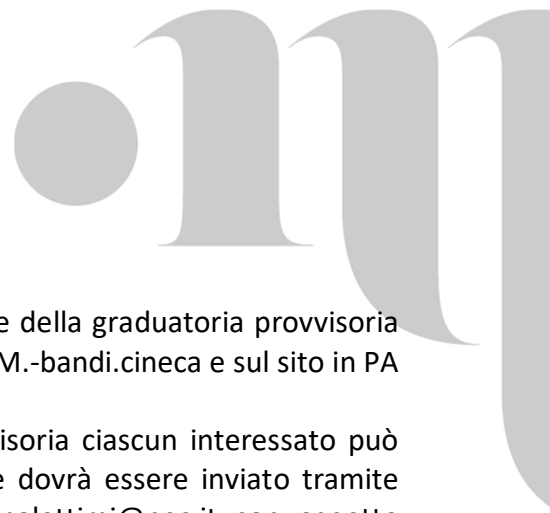 e della graduatoria provvisoria
M.-bandi.cineca e sul sito in PA
isoria ciascun interessato può
e dovrà essere inviato tramite